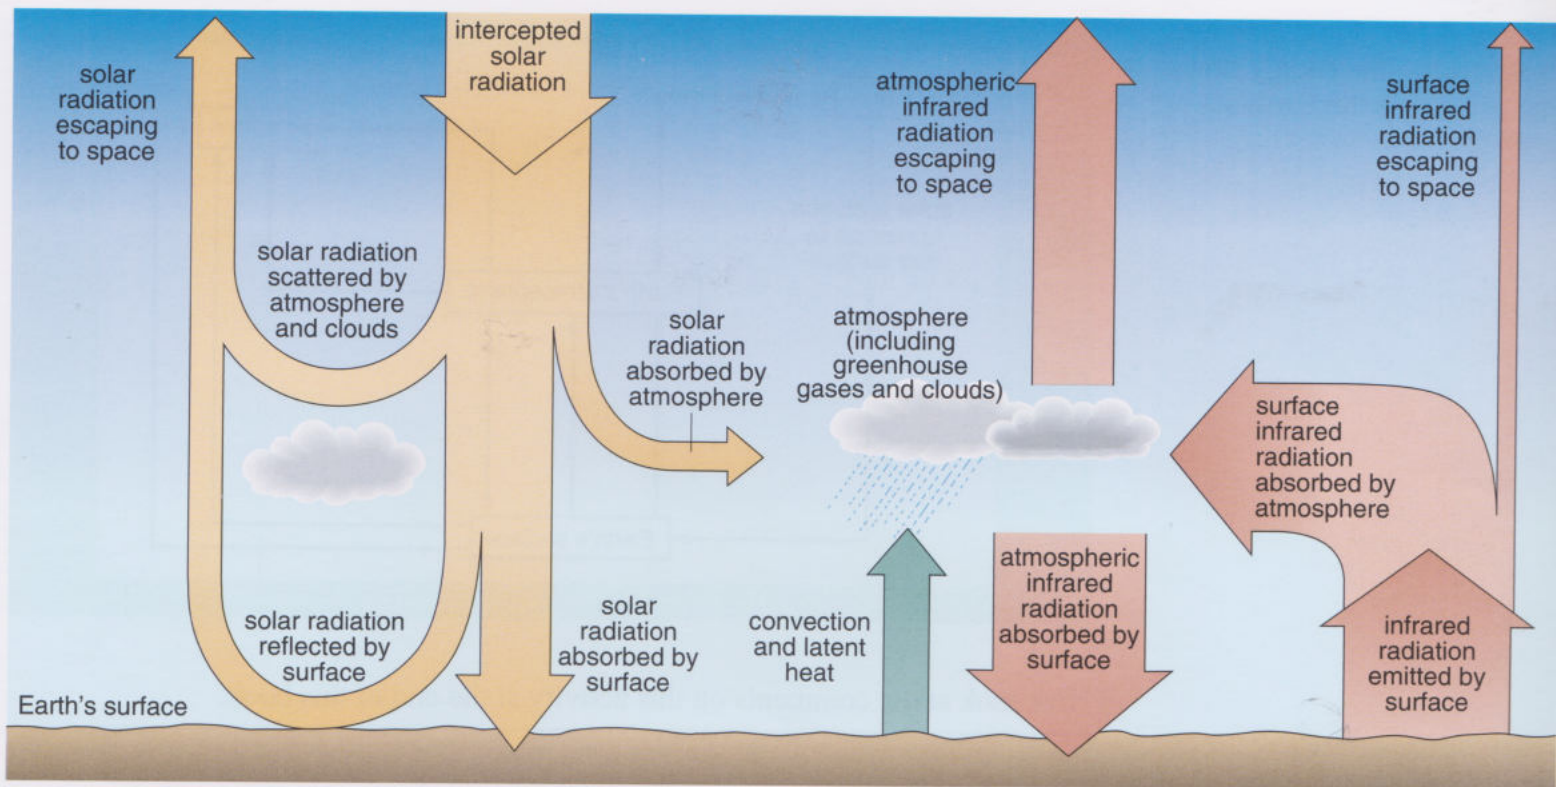 solar
radiation
escaping
to space
intercepted
solar
radiation
solar radiation
scattered by
atmosphere
and clouds
solar
radiation
absorbed by
atmosphere
solar radiation
reflected by
surface
solar
radiation
absorbed by
surface
Earth's surface
atmosphere
(including
greenhouse
gases and clouds)
convection
and latent
heat
atmospheric
infrared
radiation
escaping
to space
atmospheric
infrared
radiation
absorbed by
surface
surface
infrared
radiation
escaping
to space
surface
infrared
radiation
absorbed by
atmosphere
infrared
radiation
emitted by
surface